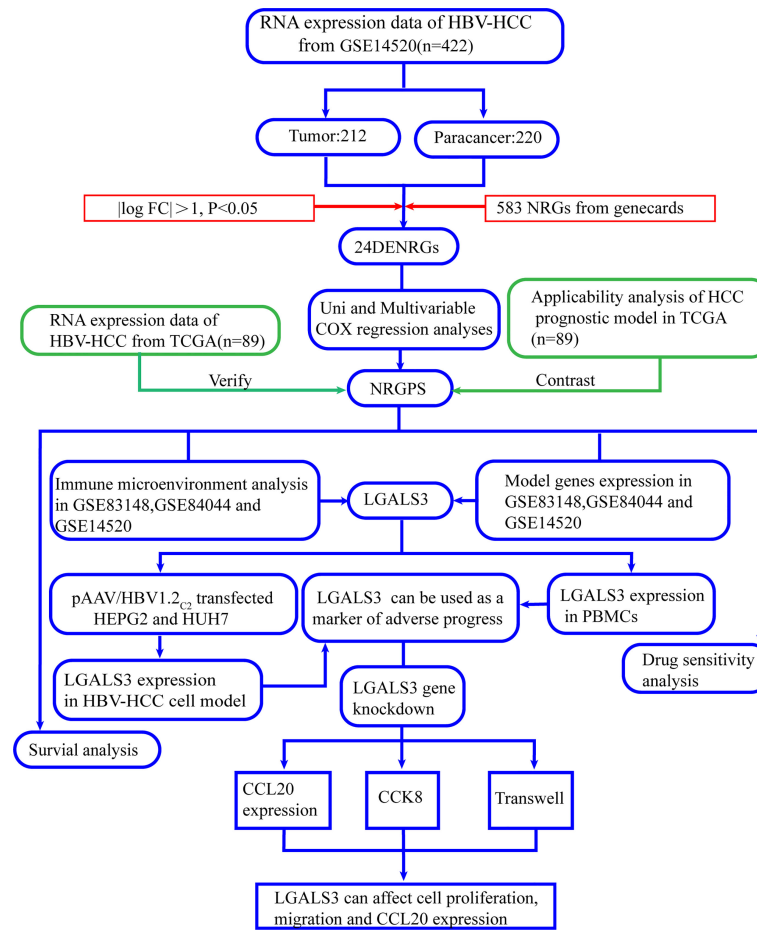 RNA expression data of HBV-HCC
from GSE14520(n=422)
Tumor:212
Paracancer:220
|log FC|＞1, P<0.05
583 NRGs from genecards
24DENRGs
Uni and Multivariable
COX regression analyses
RNA expression data of
HBV-HCC from TCGA(n=89)
Applicability analysis of HCC
prognostic model in TCGA
(n=89)
Verify
Contrast
NRGPS
Immune microenvironment analysis
in GSE83148,GSE84044 and
GSE14520
LGALS3
Model genes expression in
GSE83148,GSE84044 and
GSE14520
pAAV/HBV1.2C2 transfected
HEPG2 and HUH7
LGALS3 can be used as a
marker of adverse progress
LGALS3 expression
in PBMCs
LGALS3 expression
in HBV-HCC cell model
LGALS3 gene
knockdown
Drug sensitivity
analysis
Survial analysis
CCL20
expression
CCK8
Transwell
LGALS3 can affect cell proliferation,
migration and CCL20 expression